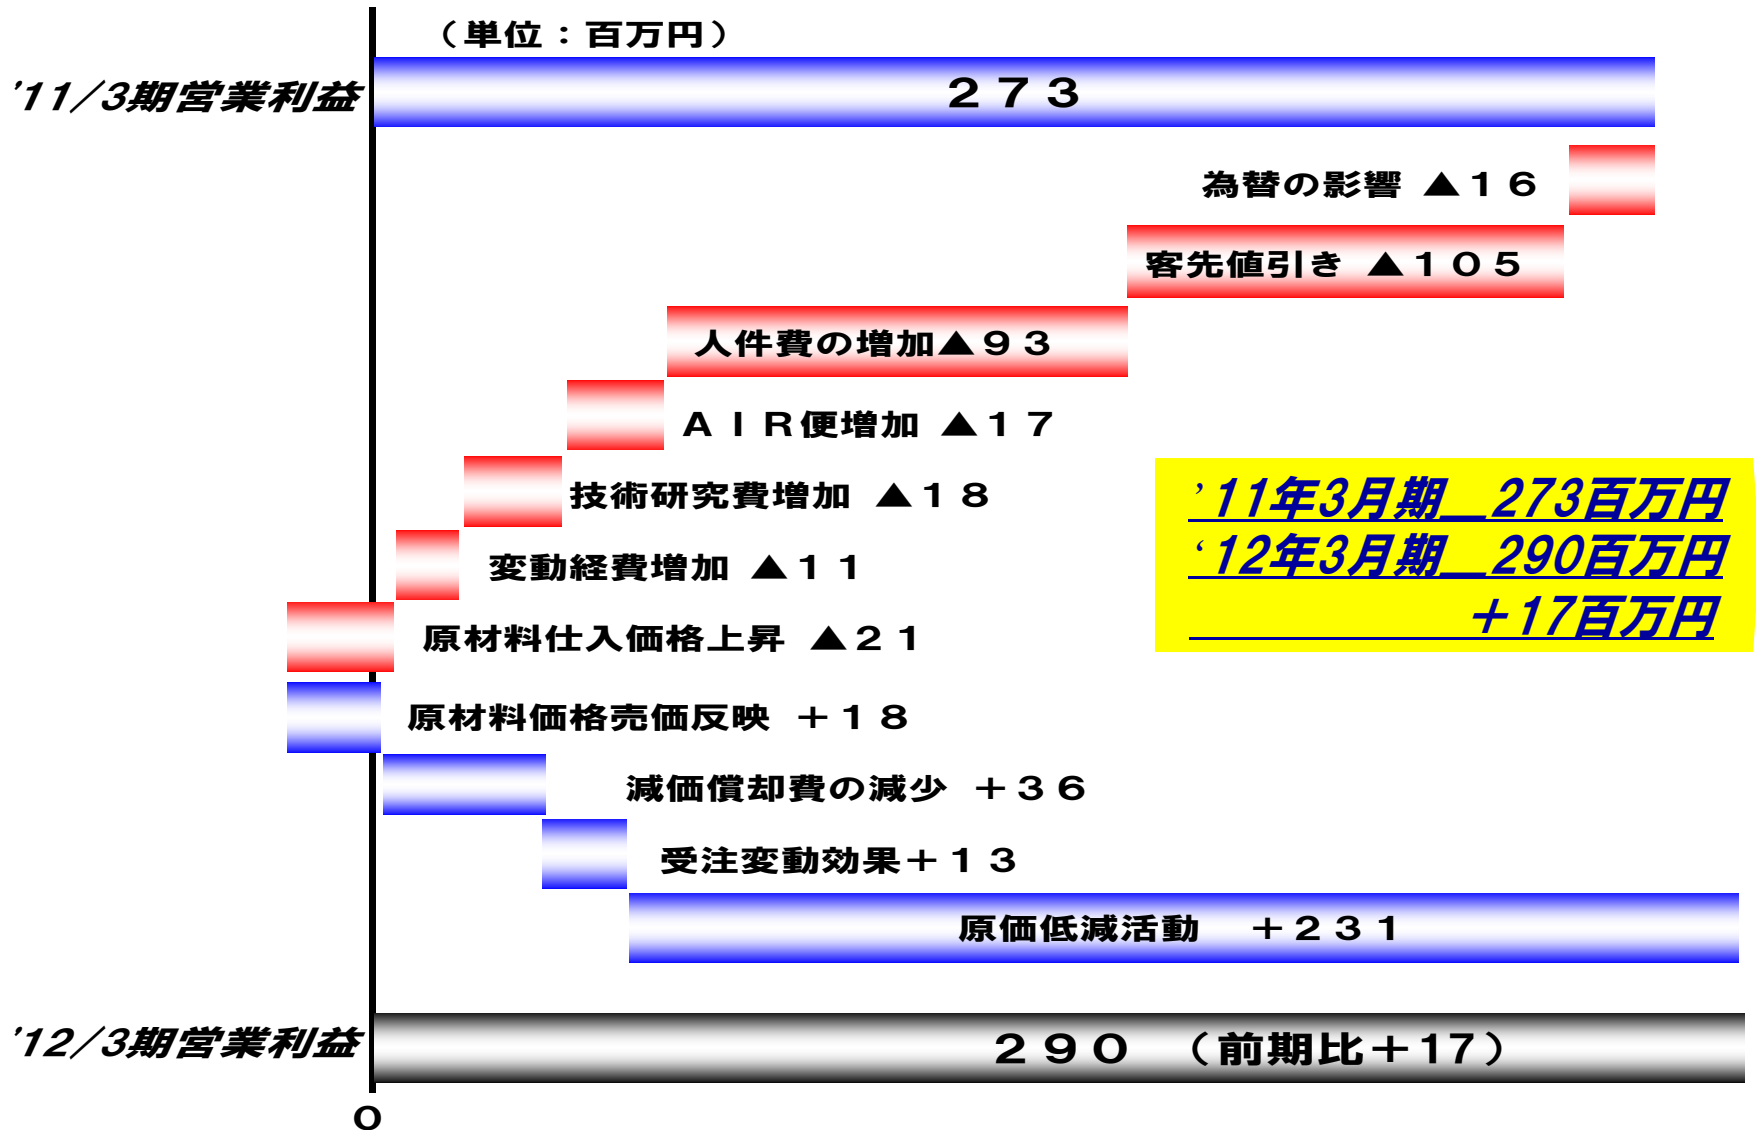 （単位：百万円）
'11/3期営業利益
２７３
為替の影響 ▲１６
客先値引き ▲１０５
人件費の増加▲９３
ＡＩＲ便増加 ▲１７
技術研究費増加 ▲１８
変動経費増加 ▲１１
原材料仕入価格上昇 ▲２１
原材料価格売価反映 ＋１８
減価償却費の減少 ＋３６
受注変動効果＋１３
原価低減活動　＋２３１
’11年3月期＿273百万円
‘12年3月期＿290百万円
＋17百万円
'12/3期営業利益
２９０　（前期比＋17）
０